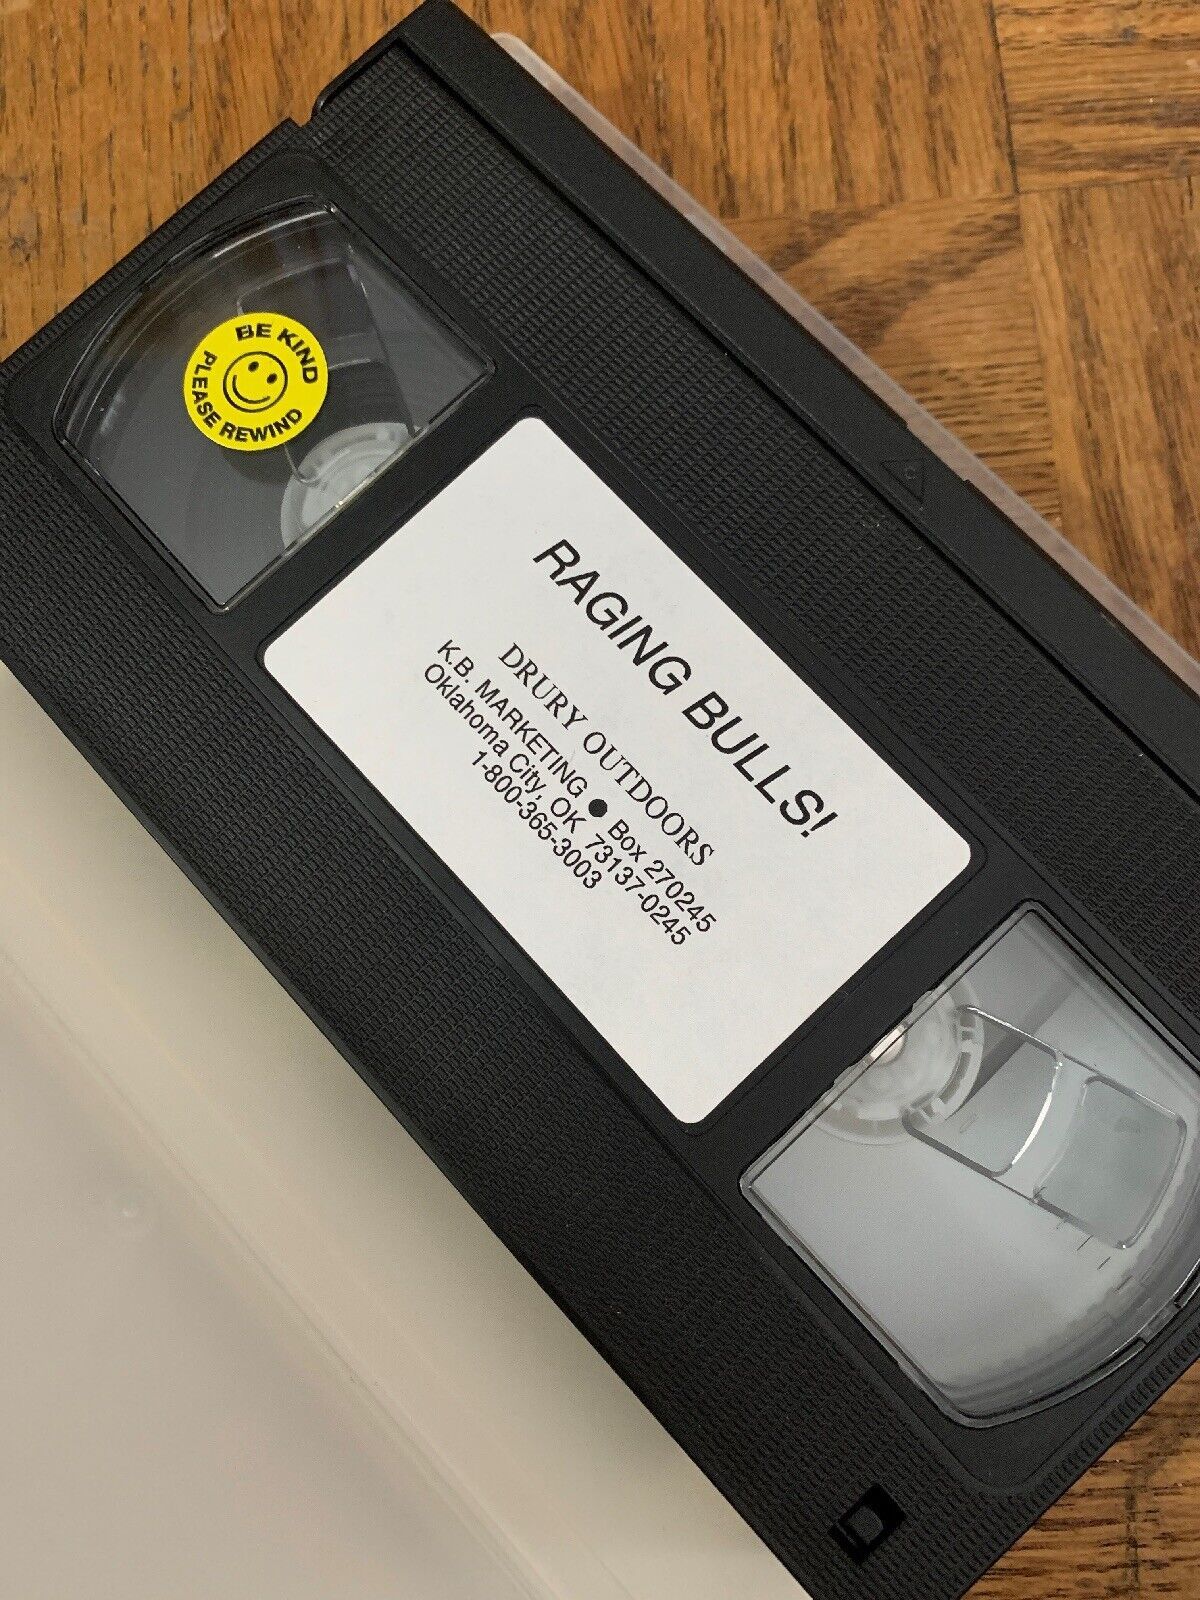 BE KIND
PLEASE REWIND
RAGING BULLS!
DRURY OUTDOORS
K.B. MARKETING ● Box 270245
Oklahoma City, OK 73137-0245
1-800-365-3003